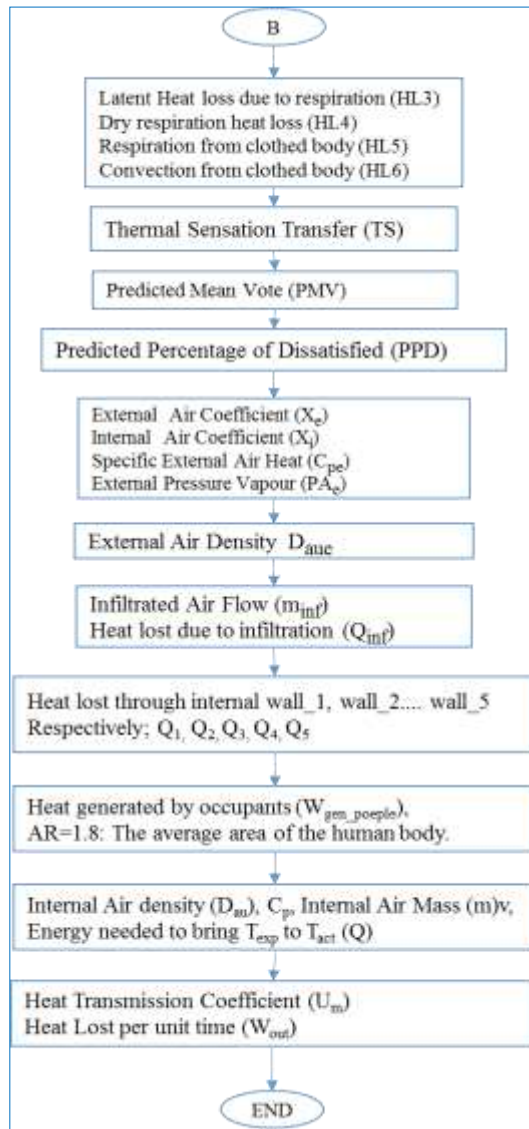 B
Latent Heat loss due to respiration (HL3)
Dry respiration heat loss (HL4)
Respiration from clothed body (HL5)
Convection from clothed body (HL6)
Thermal Sensation Transfer (TS)
Predicted Mean Vote (PMV)
Predicted Percentage of Dissatisfied (PPD)
External Air Coefficient (Xe)
Internal Air Coefficient (Xi)
Specific External Air Heat (Cpe)
External Pressure Vapour (PAe)
External Air Density Daue
Infiltrated Air Flow (minf)
Heat lost due to infiltration (Qinf)
Heat lost through internal wall_1, wall_2.... wall_5
Respectively; Q1, Q2, Q3, Q4, Q5
Heat generated by occupants (Wgen_poeple),
AR=1.8: The average area of the human body.
Internal Air density (Dau), Cp, Internal Air Mass (m)v,
Energy needed to bring Texp to Tact (Q)
Heat Transmission Coefficient (Um)
Heat Lost per unit time (Wout)
END